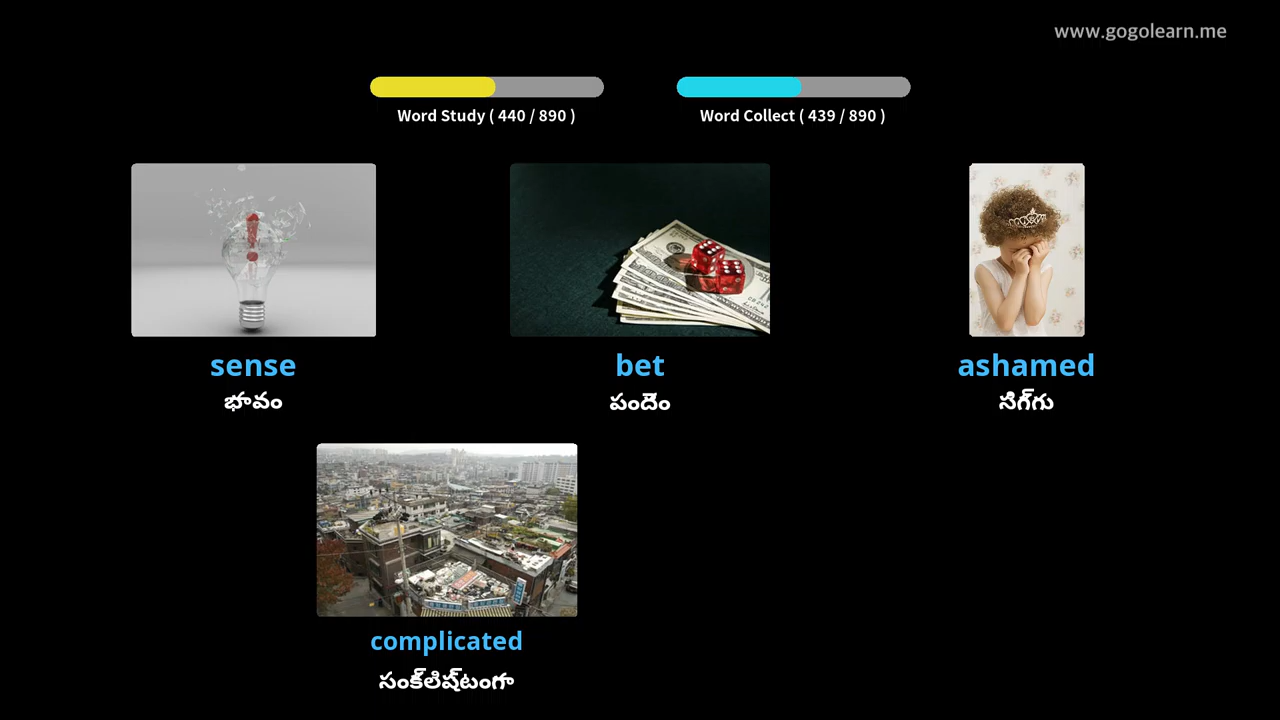 www.gogolearn.me
Word Study ( 440 / 890 )
Word Collect ( 439 / 890 )
sense
భావం
bet
పందెం
ashamed
సిగ్‌గు
complicated
సంక్‌లిష్‌టంగా